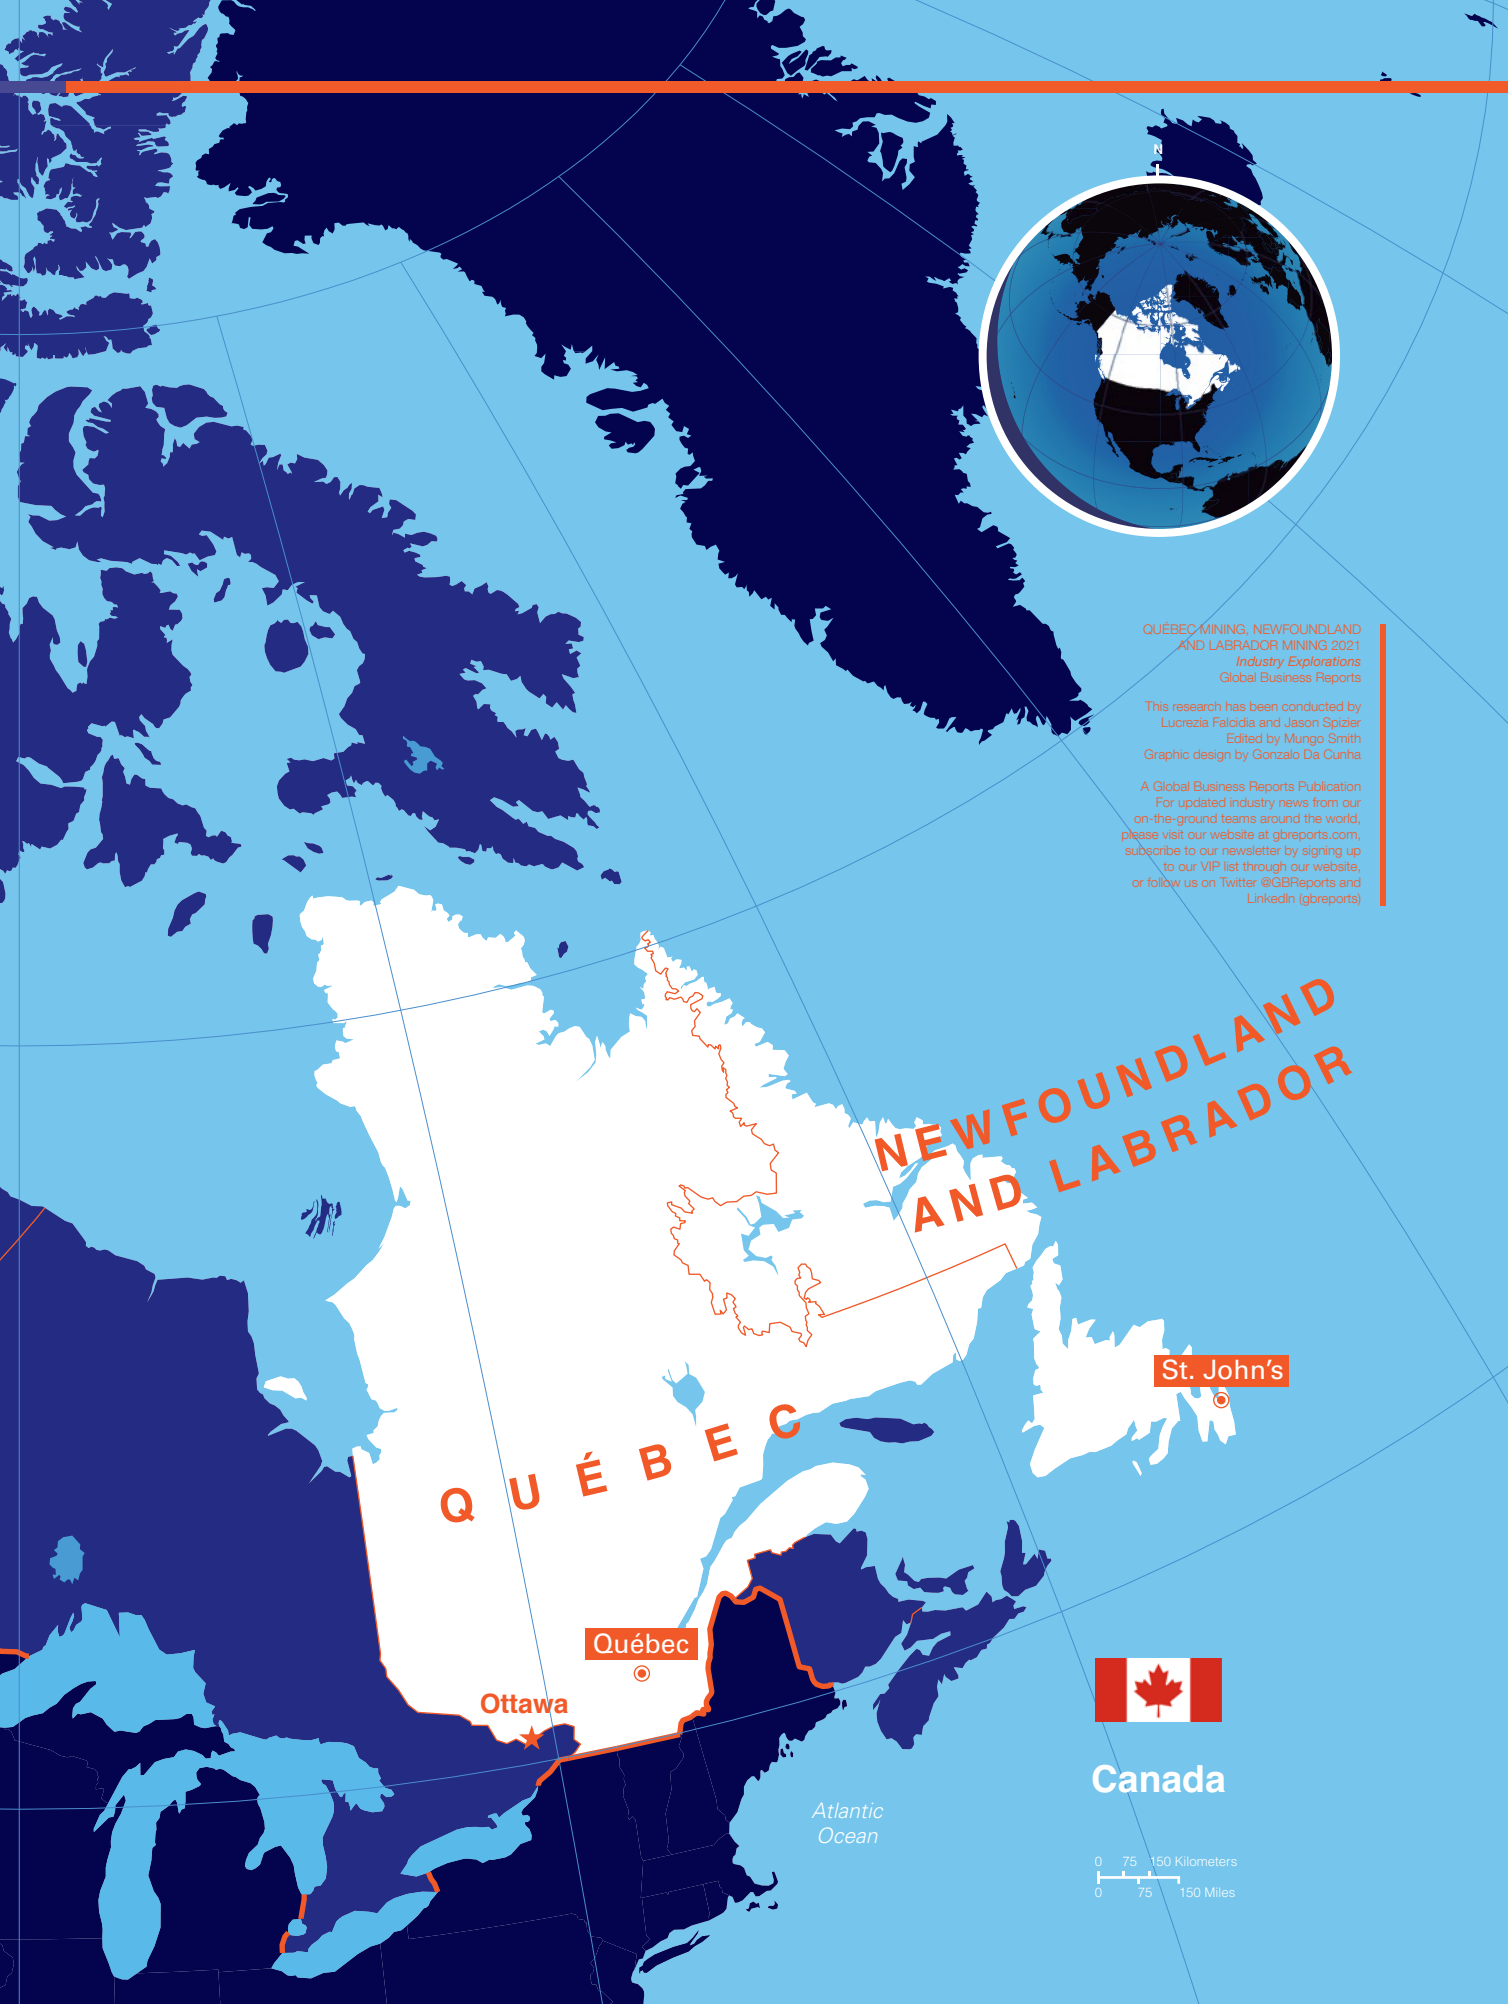 N
QUÉBEC MINING, NEWFOUNDLAND
AND LABRADOR MINING 2021
Industry Explorations
Global Business Reports
This research has been conducted by
Lucrezia Falcidia and Jason Spizier
Edited by Mungo Smith
Graphic design by Gonzalo Da Cunha
A Global Business Reports Publication
For updated industry news from our
on-the-ground teams around the world,
please visit our website at gbreports.com,
subscribe to our newsletter by signing up
to our VIP list through our website,
or follow us on Twitter @GBReports and
LinkedIn (gbreports)
NEWFOUNDLAND
AND LABRADOR
St. John's
QUÉBEC
Québec
Ottawa
Canada
Atlantic
Ocean
0 75 150 Kilometers
0 75 150 Miles